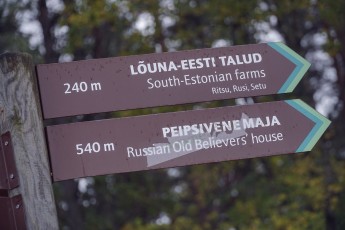 240 m
LÕUNA-EESTI TALUD
South-Estonian farms
Ritsu, Rusi, Setu
540 m
PEIPSIVENE MAJA
Russian Old Believers' house